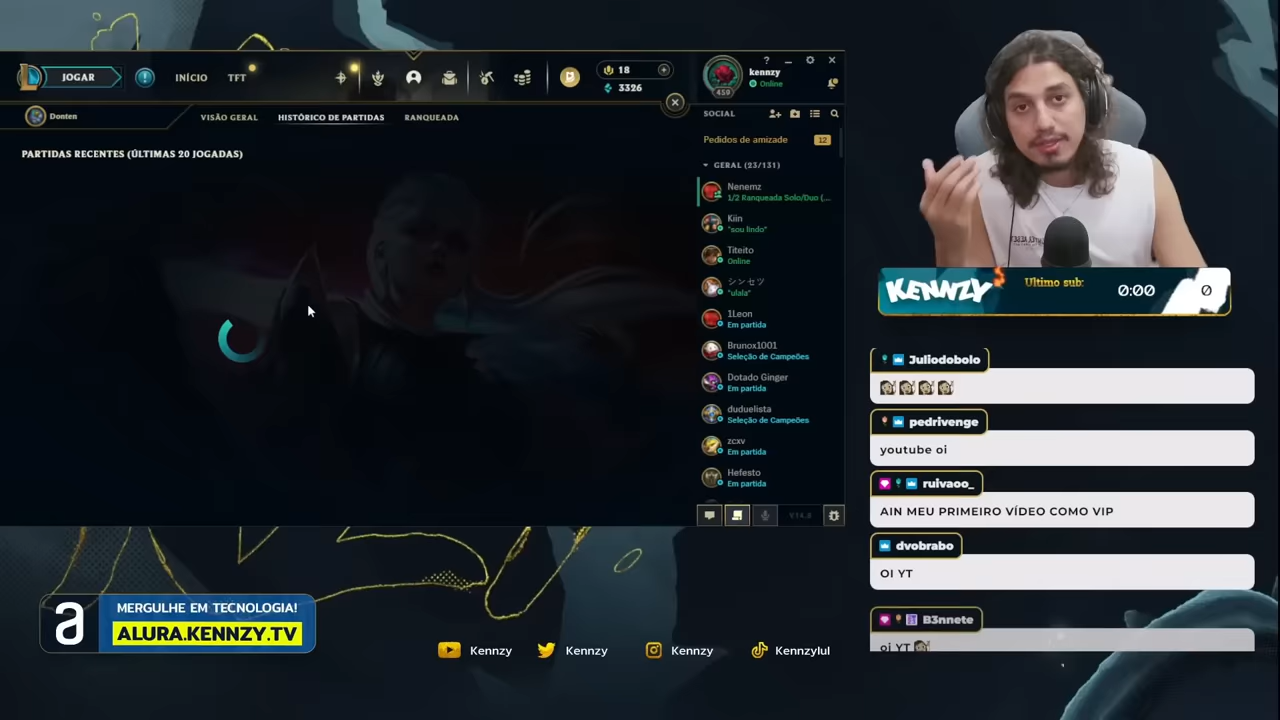 JOGAR
INÍCIO
TFT
18
3326
?
459
kennzy
Online
Donten
VISÃO GERAL
HISTÓRICO DE PARTIDAS
RANQUEADA
PARTIDAS RECENTES (ÚLTIMAS 20 JOGADAS)
SOCIAL
Pedidos de amizade
12
GERAL (23/131)
Nenemz
1/2 Ranqueada Solo/Duo (...
Kiin
"sou lindo"
Titeito
Online
シンセツ
"ulala"
1Leon
Em partida
Brunox1001
Seleção de Campeões
Dotado Ginger
Em partida
duduelista
Seleção de Campeões
zcxv
Em partida
Hefesto
Em partida
KENNZY
Ultimo sub:
0:00
0
Juliodobolo
pedrivenge
youtube oi
ruivaoo_
AIN MEU PRIMEIRO VÍDEO COMO VIP
dvobrabo
OI YT
B3nnete
oi YT
a
MERGULHE EM TECNOLOGIA!
ALURA.KENNZY.TV
Kennzy
Kennzy
Kennzy
Kennzylul